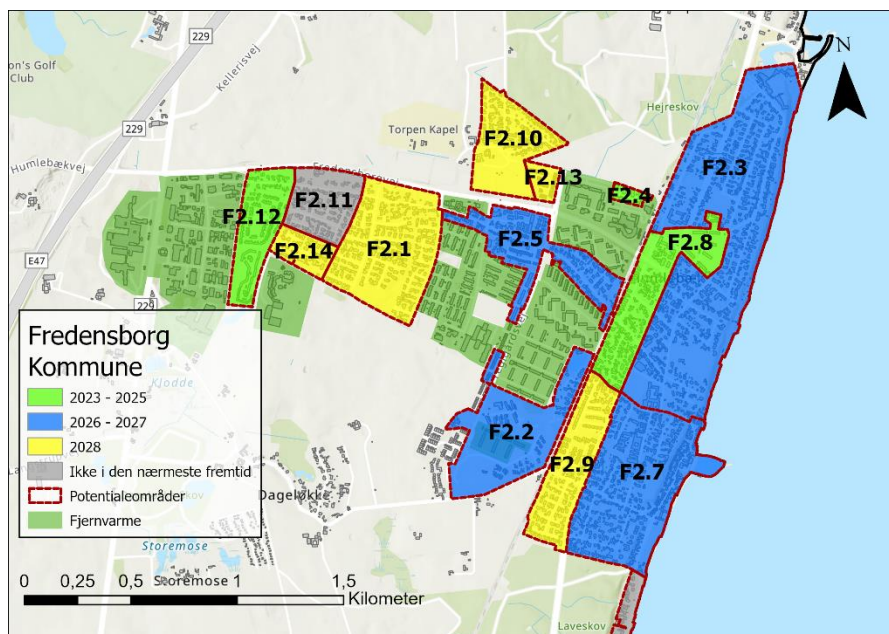 229
Kellerisvej
on's Golf
Club
N
Hejreskov
229
Torpen Kapel
F2.10
F2.3
Humlebækvej
F2.13
F2.4
F2.11
F2.12
F2.5
F2.8
F2.14
F2.1
E47
229
Fredensborg
Kommune
2023 - 2025
2026 - 2027
2028
Ikke i den nærmeste fremtid
Potentialeområder
Fjernvarme
Kjødde
F2.2
F2.9
F2.7
Dageløkke
Storemose
Storemose
0 0,25 0,5 1 1,5
Kilometer
Laveskov